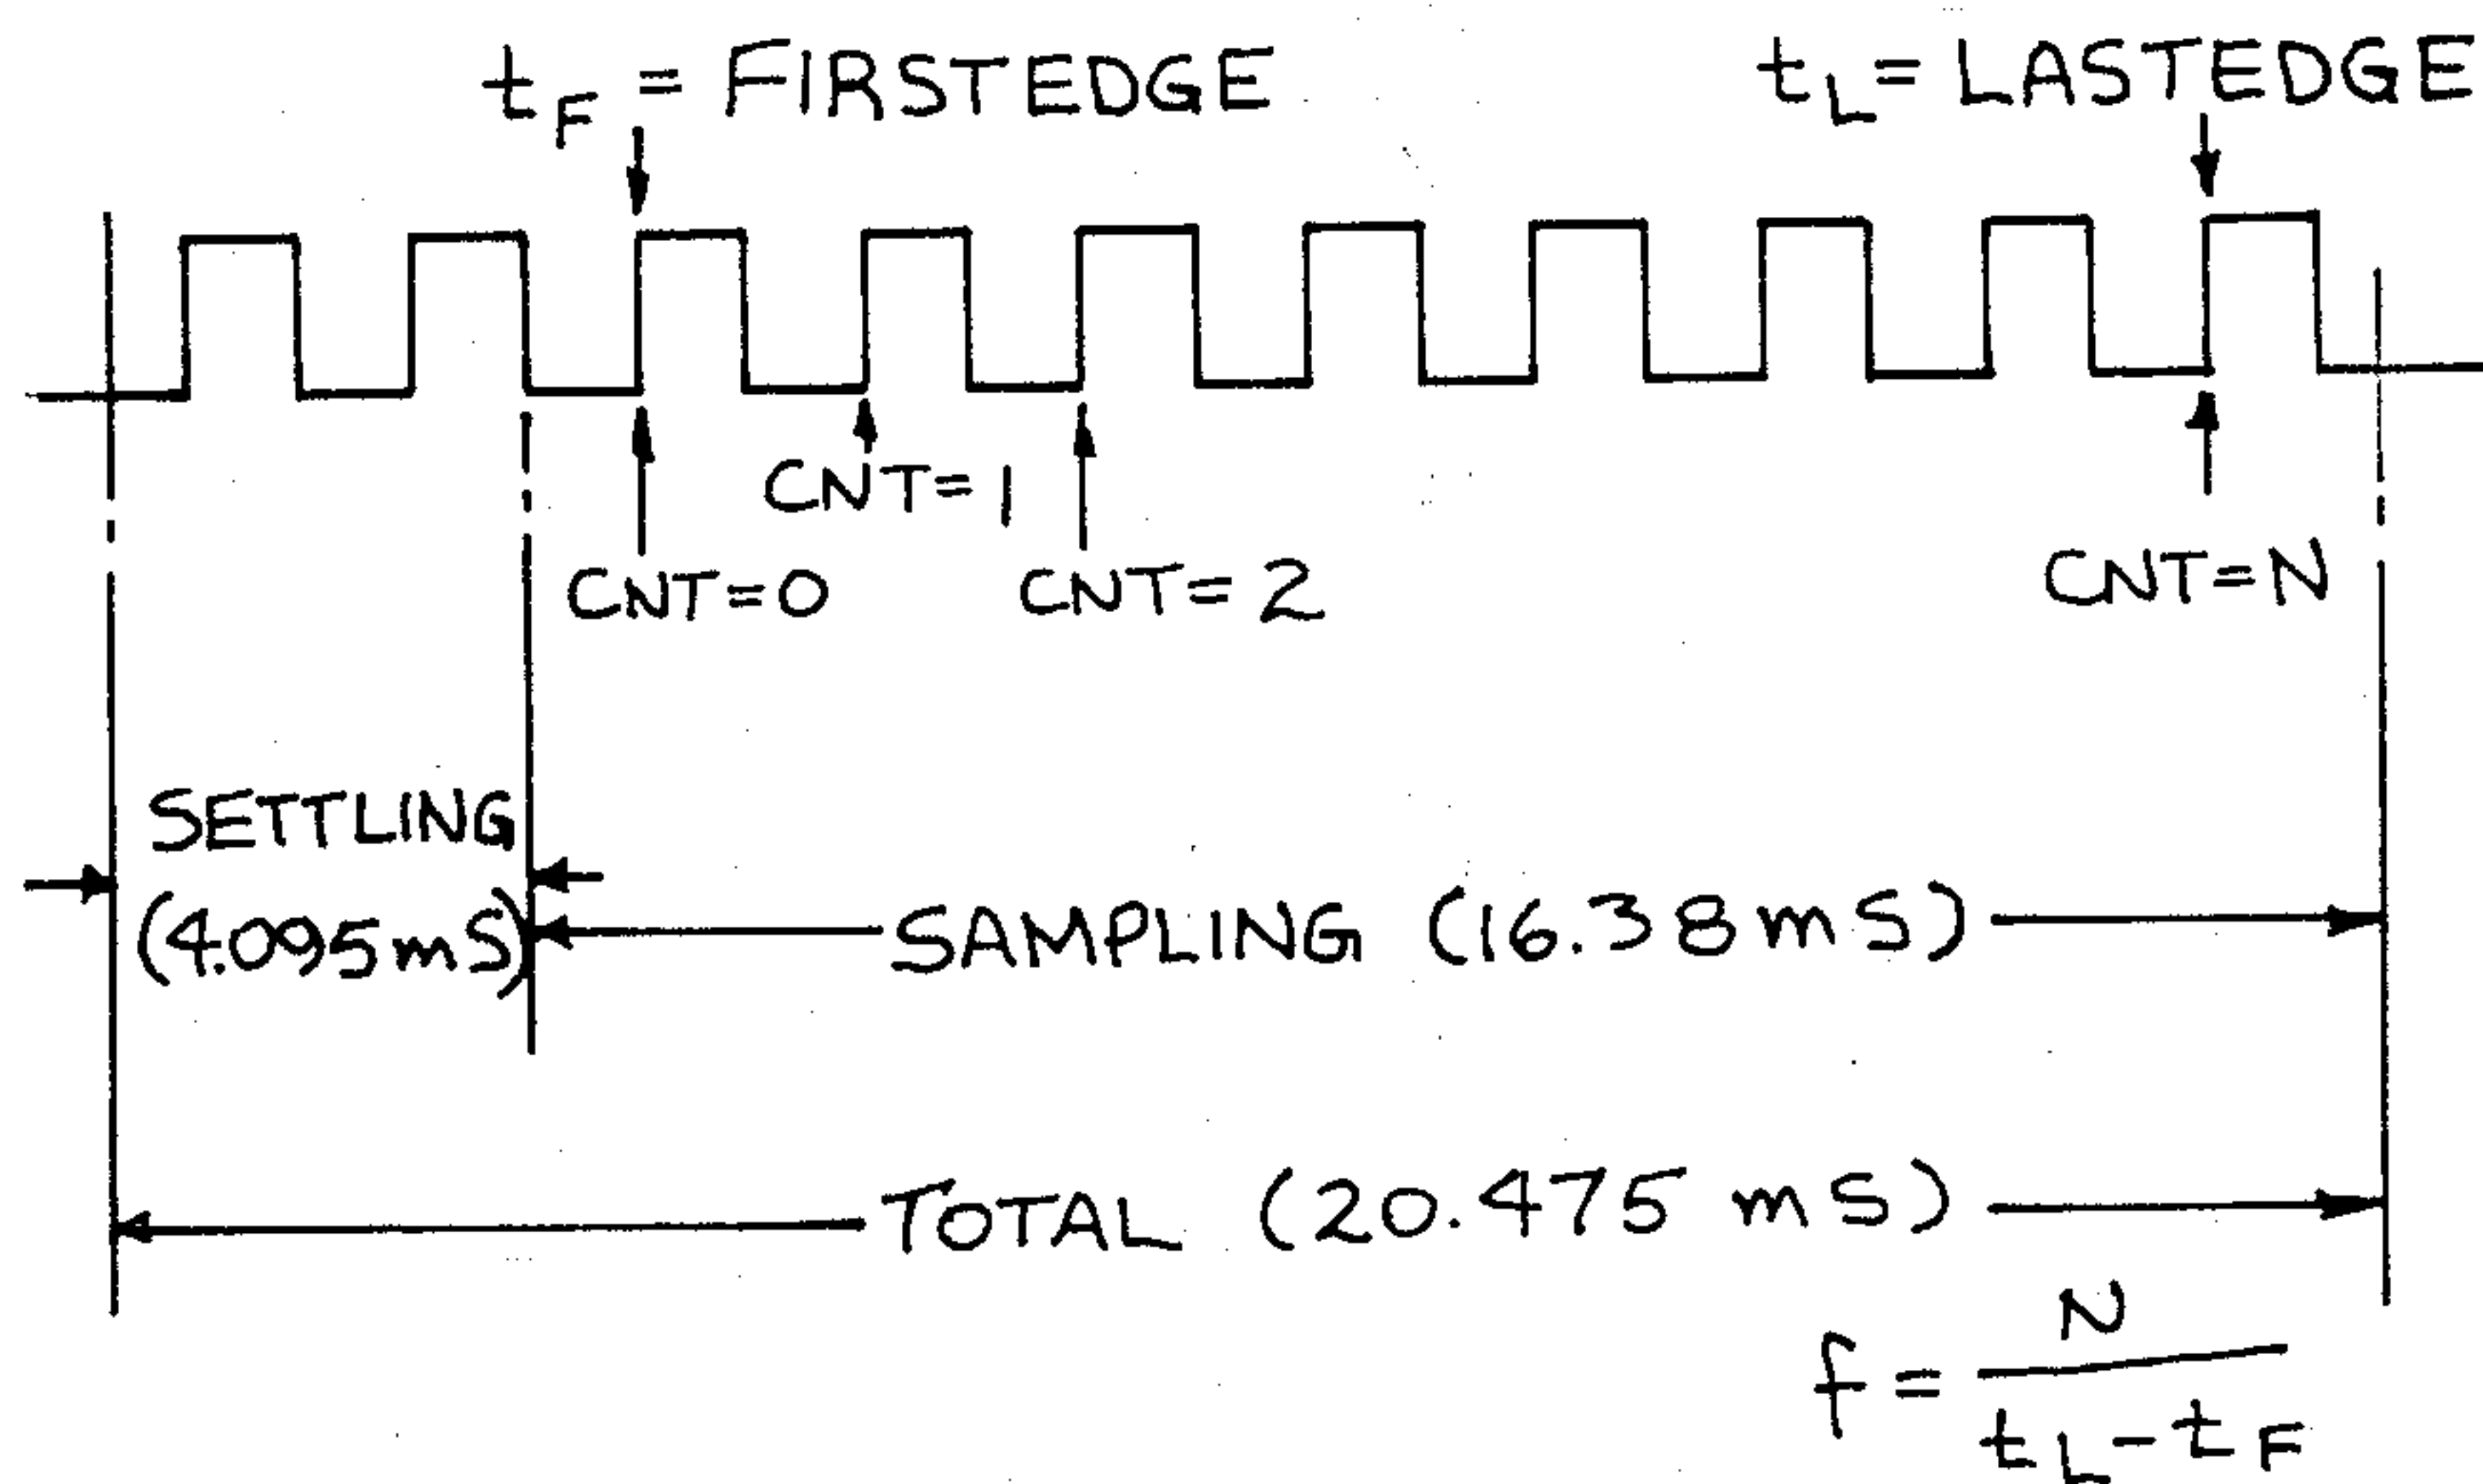 t_F = FIRSTEDGE
t_L = LASTEDGE
CNT=1
CNT=0
CNT=2
CNT=N
SETTLING
(4.095mS)
SAMPLING (16.38mS)
TOTAL (20.475 mS)
f = N / (t_L - t_F)